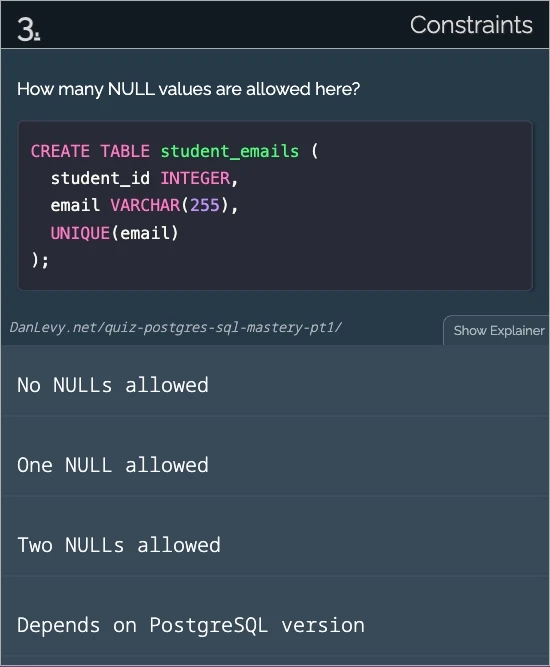 3.
Constraints
How many NULL values are allowed here?
CREATE TABLE student_emails (
  student_id INTEGER,
  email VARCHAR(255),
  UNIQUE(email)
);
DanLevy.net/quiz-postgres-sql-mastery-pt1/
Show Explainer
No NULLs allowed
One NULL allowed
Two NULLs allowed
Depends on PostgreSQL version